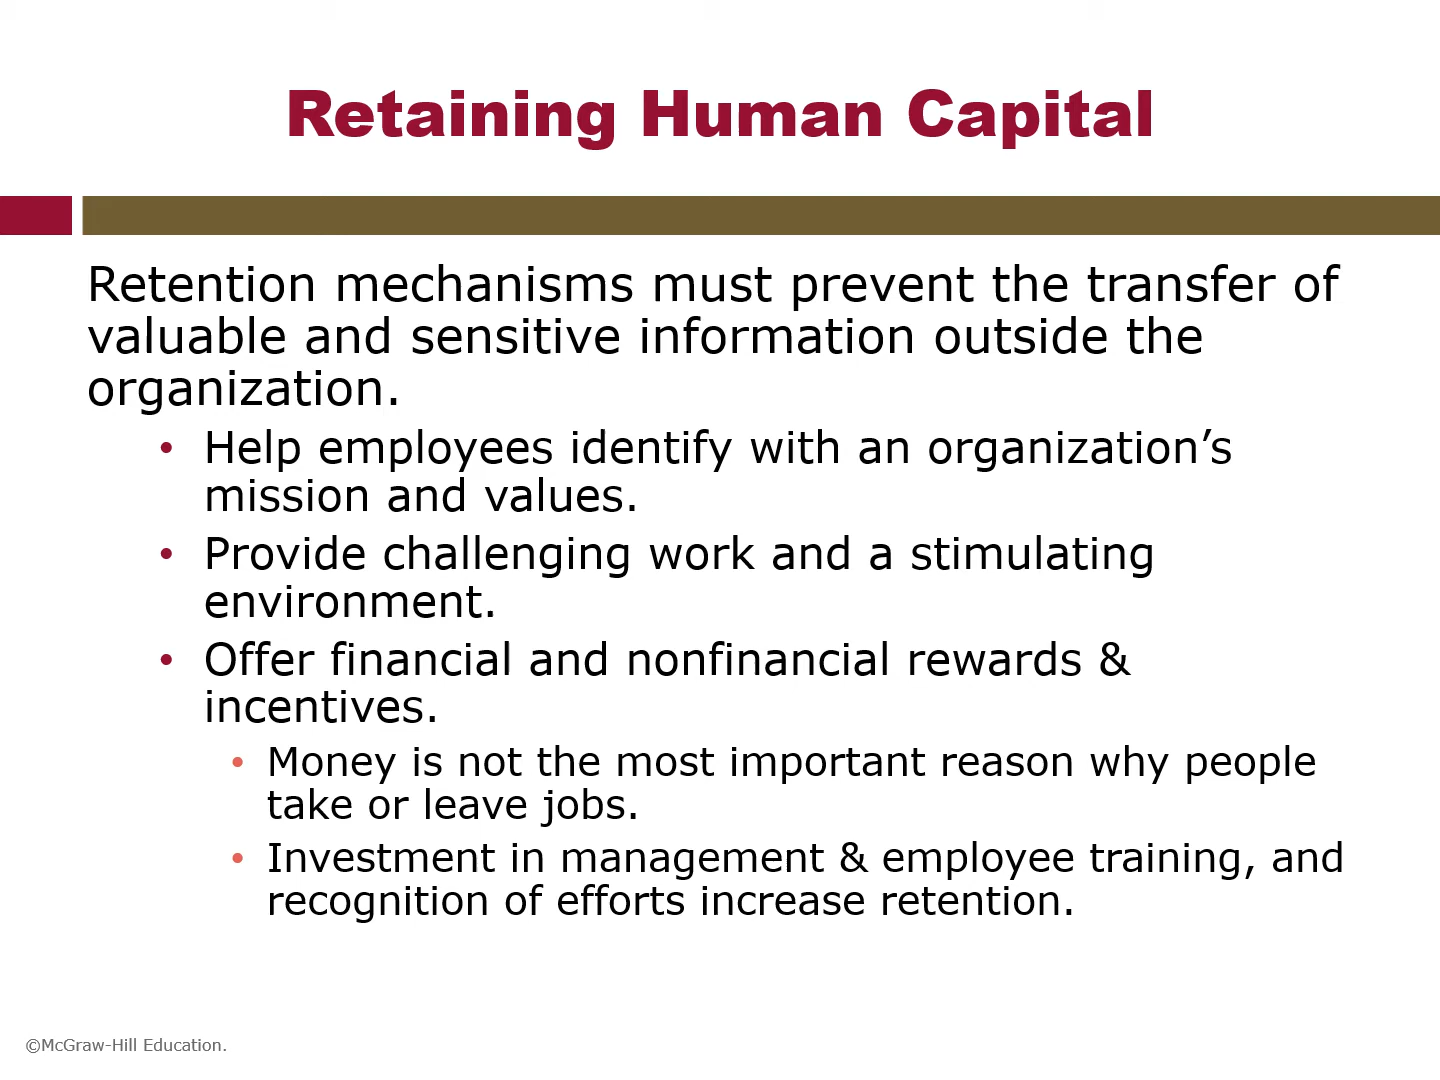 Retaining Human Capital
Retention mechanisms must prevent the transfer of
valuable and sensitive information outside the
organization.
• Help employees identify with an organization’s
mission and values.
• Provide challenging work and a stimulating
environment.
• Offer financial and nonfinancial rewards &
incentives.
• Money is not the most important reason why people
take or leave jobs.
• Investment in management & employee training, and
recognition of efforts increase retention.
©McGraw-Hill Education.